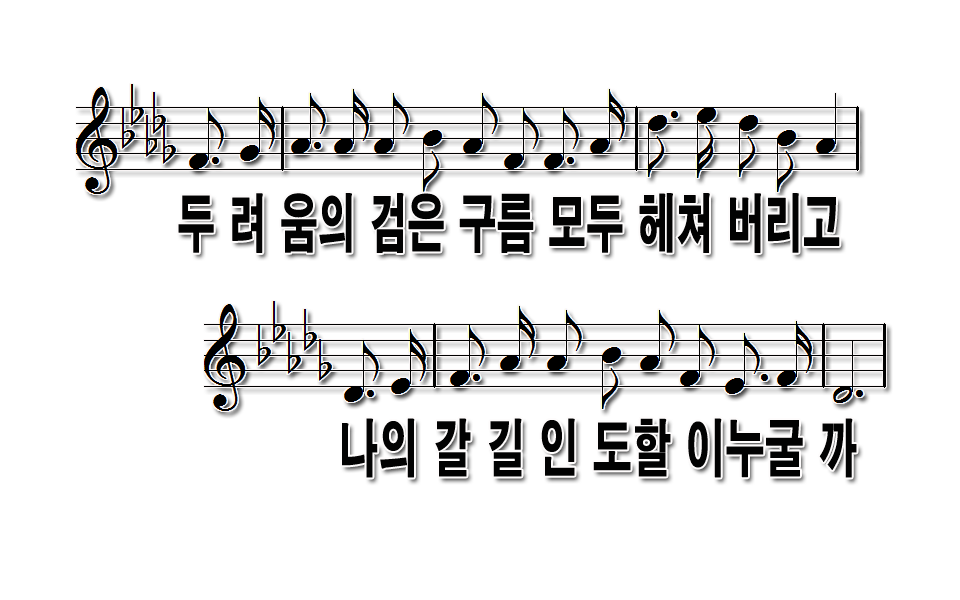 두 려 움의 검은 구름 모두 헤쳐 버리고
나의 갈 길 인 도할 이누굴 까